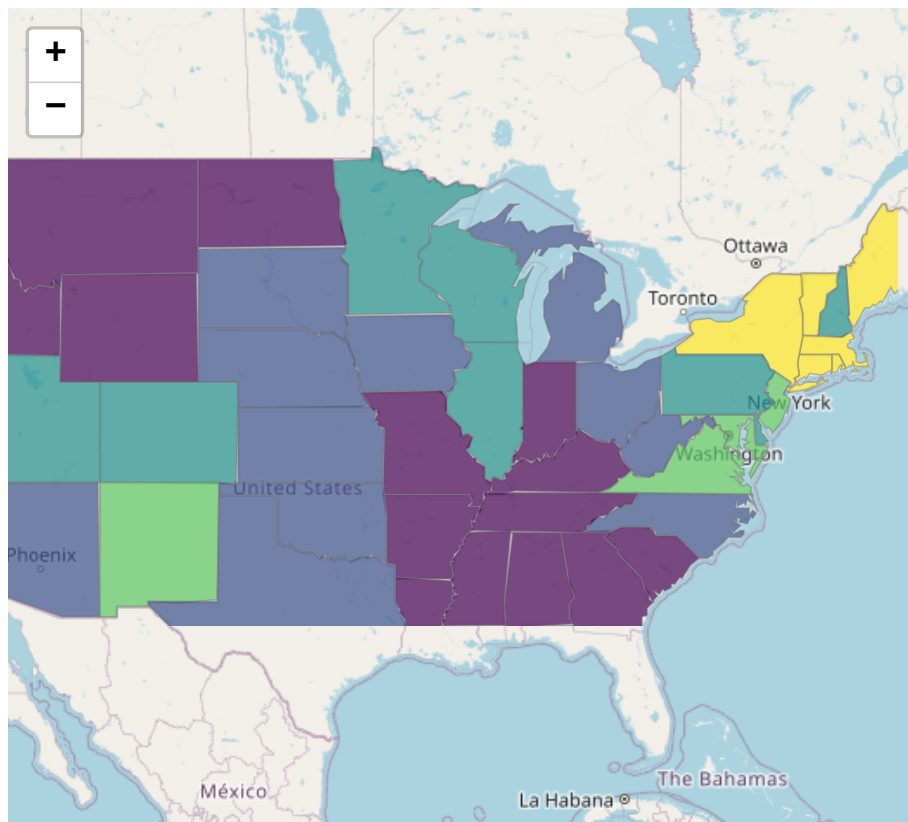 +
−
Ottawa
Toronto
New York
Washington
United States
Phoenix
México
The Bahamas
La Habana